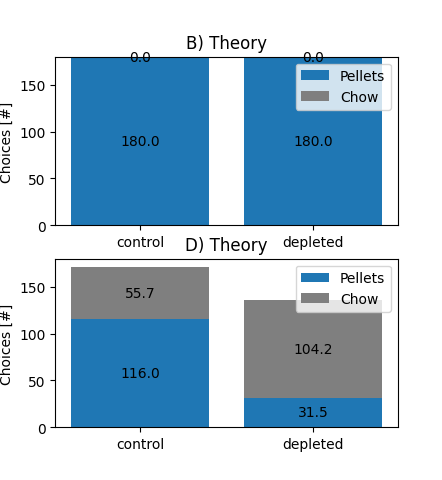 B) Theory
0.0
0.0
Pellets
Chow
150
100
50
0
Choices [#]
180.0
180.0
control
depleted
D) Theory
Pellets
Chow
150
100
50
0
Choices [#]
55.7
104.2
116.0
31.5
control
depleted